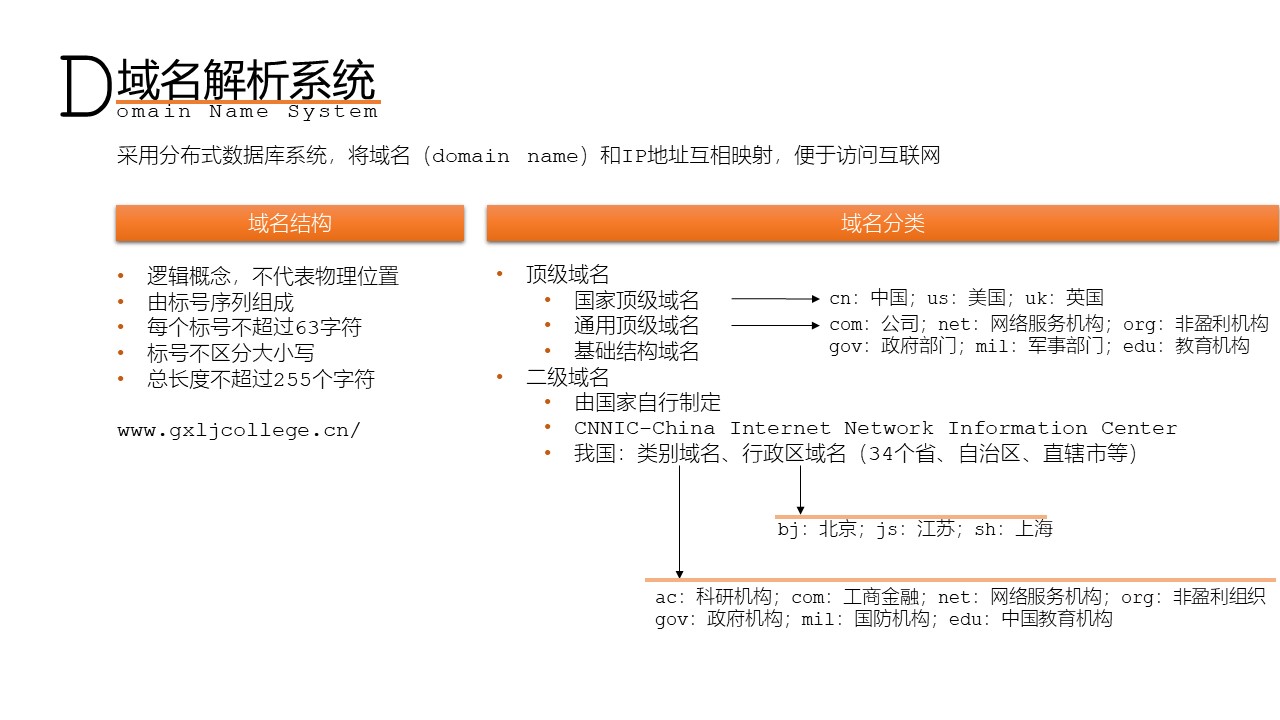 域名解析系统
Domain Name System
采用分布式数据库系统，将域名（domain name）和IP地址互相映射，便于访问互联网
域名结构
• 逻辑概念，不代表物理位置
• 由标号序列组成
• 每个标号不超过63字符
• 标号不区分大小写
• 总长度不超过255个字符
www.gxljcollege.cn/
域名分类
• 顶级域名
• 国家顶级域名
cn：中国；us：美国；uk：英国
• 通用顶级域名
com：公司；net：网络服务机构；org：非盈利机构
gov：政府部门；mil：军事部门；edu：教育机构
• 基础结构域名
• 二级域名
• 由国家自行制定
• CNNIC-China Internet Network Information Center
• 我国：类别域名、行政区域名（34个省、自治区、直辖市等）
bj：北京；js：江苏；sh：上海
ac：科研机构；com：工商金融；net：网络服务机构；org：非盈利组织
gov：政府机构；mil：国防机构；edu：中国教育机构